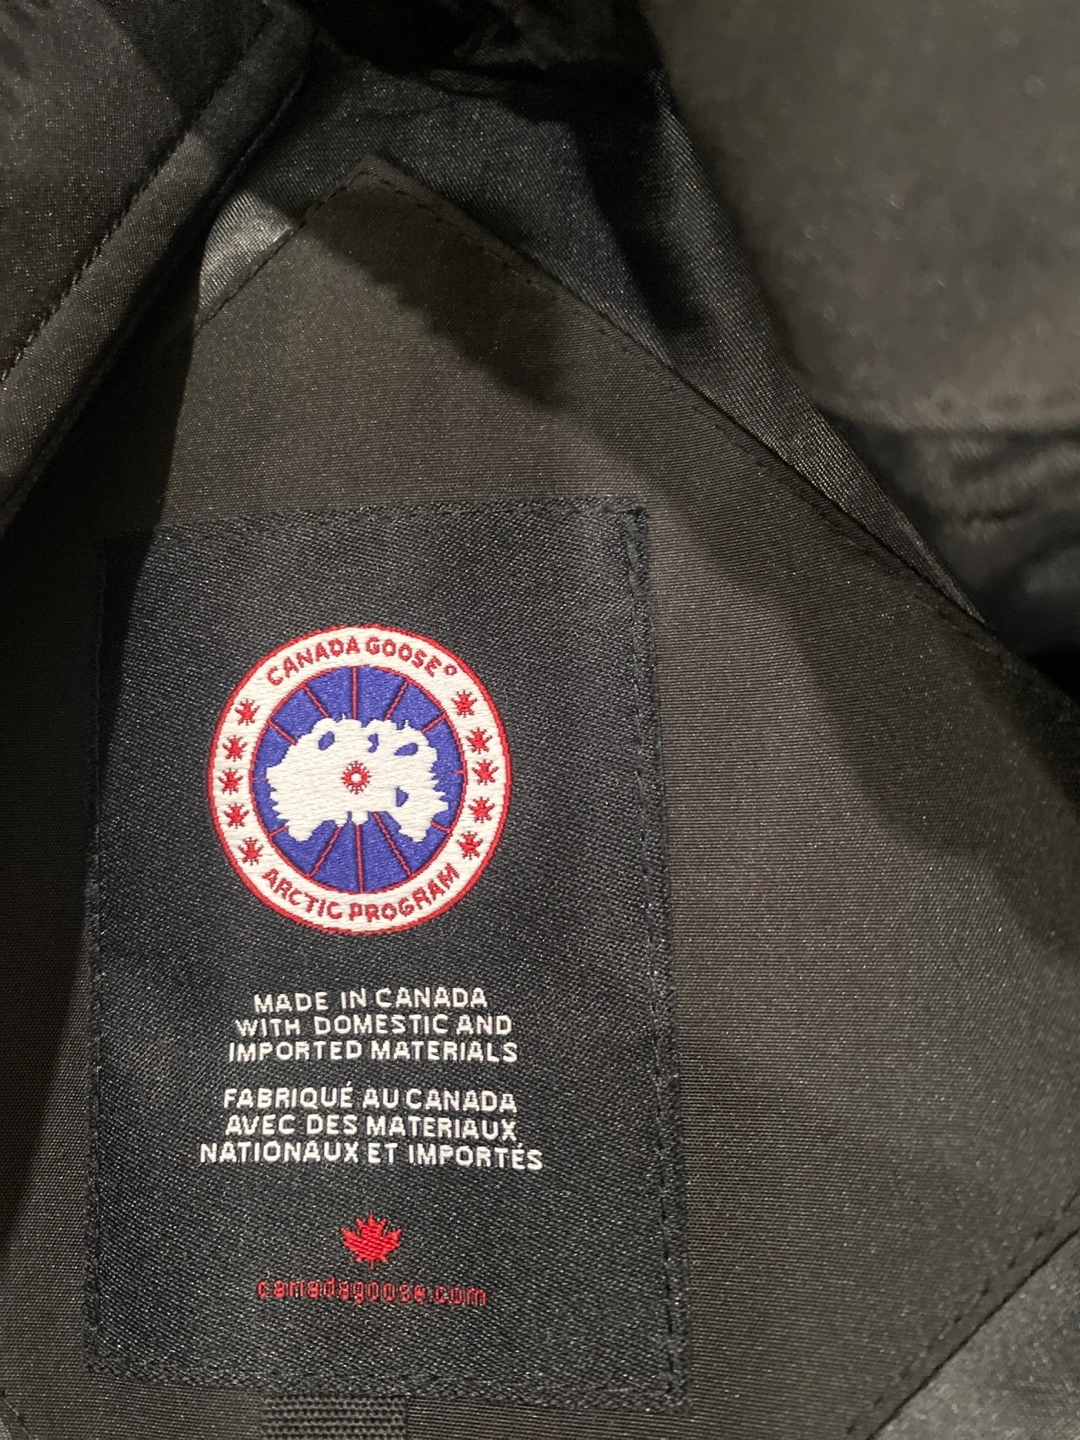 CANADA GOOSE
ARCTIC PROGRAM
MADE IN CANADA
WITH DOMESTIC AND
IMPORTED MATERIALS
FABRIQUÉ AU CANADA
AVEC DES MATERIAUX
NATIONAUX ET IMPORTÉS
canadagoose.com